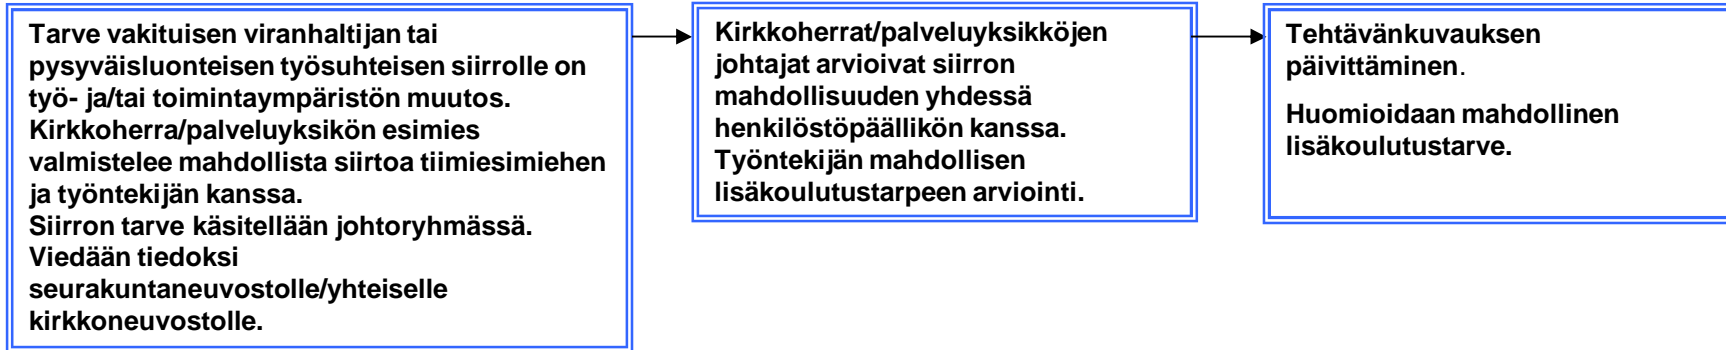 Tarve vakituisen viranhaltijan tai
pysyväisluonteisen työsuhteisen siirrolle on
työ- ja/tai toimintaympäristön muutos.
Kirkkoherra/palveluyksikön esimies
valmistelee mahdollista siirtoa tiimiesimiehen
ja työntekijän kanssa.
Siirron tarve käsitellään johtoryhmässä.
Viedään tiedoksi
seurakuntaneuvostolle/yhteiselle
kirkkoneuvostolle.
Kirkkoherrat/palveluyksikköjen
johtajat arvioivat siirron
mahdollisuuden yhdessä
henkilöstöpäällikön kanssa.
Työntekijän mahdollisen
lisäkoulutustarpeen arviointi.
Tehtävänkuvauksen
päivittäminen.
Huomioidaan mahdollinen
lisäkoulutustarve.